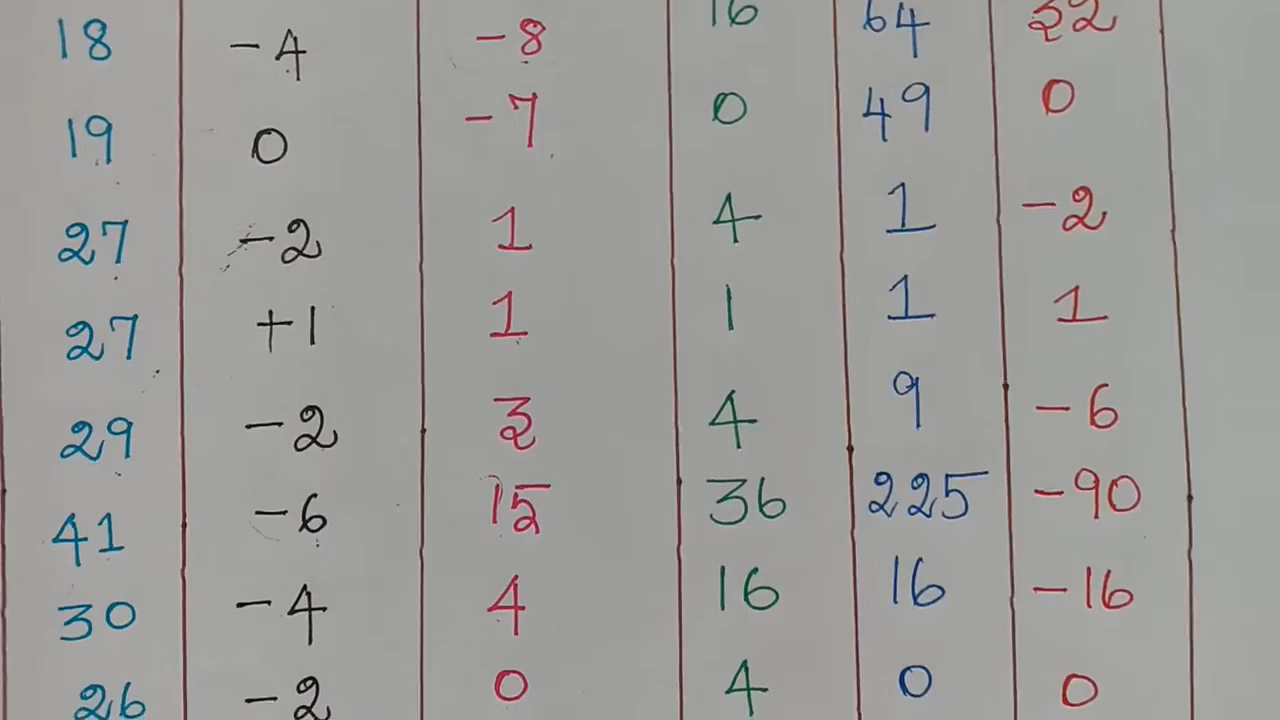 18 -4 -8 16 64 32
19 0 -7 0 49 0
27 -2 1 4 1 -2
27 +1 1 1 1 1
29 -2 3 4 9 -6
41 -6 15 36 225 -90
30 -4 4 16 16 -16
26 -2 0 4 0 0